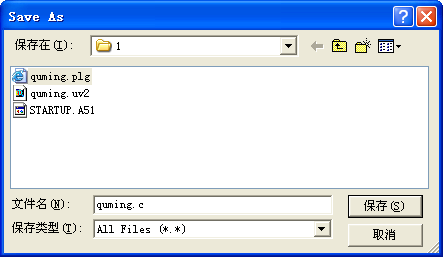 Save As
保存在(I):
1
quming.plg
quming.uv2
STARTUP.A51
文件名(N):
quming.c
保存(S)
保存类型(T):
All Files (*.*)
取消